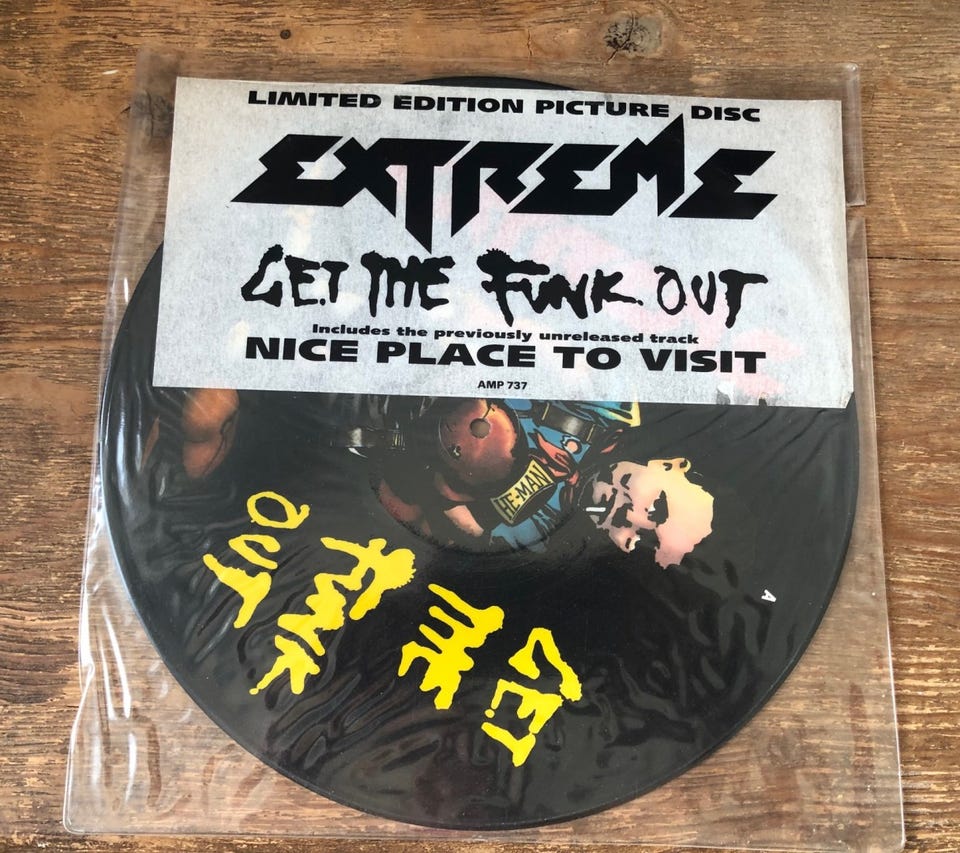 LIMITED EDITION PICTURE DISC
EXTREME
GET THE FUNK OUT
Includes the previously unreleased track
NICE PLACE TO VISIT
AMP 737
HE-MAN
OUT
FUNK
THE
GET
A